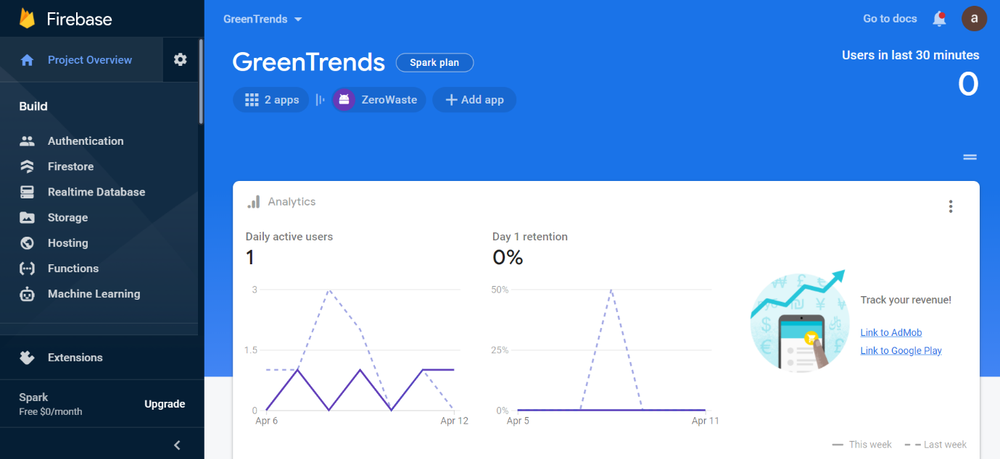 Firebase
Project Overview
Build
Authentication
Firestore
Realtime Database
Storage
Hosting
Functions
Machine Learning
Extensions
Spark
Free $0/month
Upgrade
GreenTrends
Go to docs
a
GreenTrends
Spark plan
Users in last 30 minutes
0
2 apps
ZeroWaste
Add app
Analytics
Daily active users
1
3
1.5
0
Apr 6
Apr 12
Day 1 retention
0%
50%
25%
0%
Apr 5
Apr 11
Track your revenue!
Link to AdMob
Link to Google Play
This week
Last week